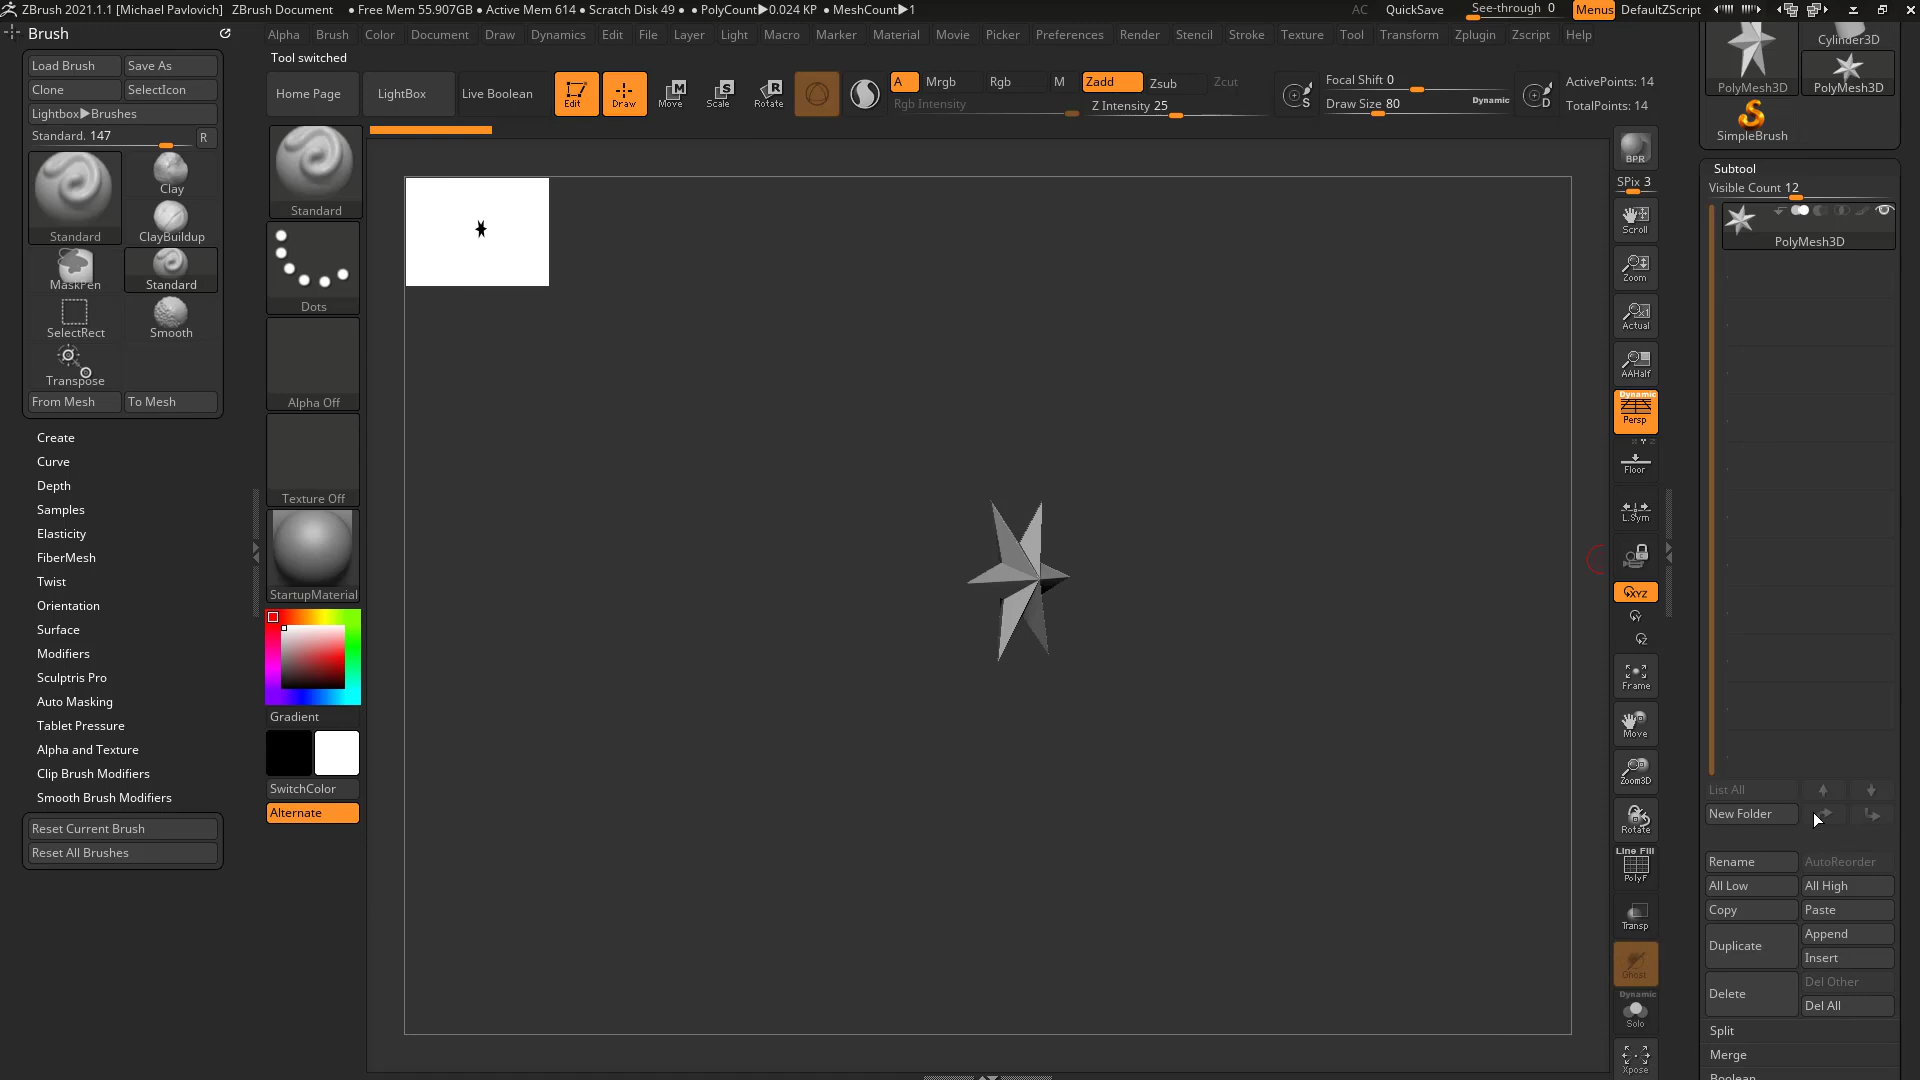 ZBrush 2021.1.1 [Michael Pavlovich] ZBrush Document • Free Mem 55.907GB • Active Mem 614 • Scratch Disk 49 • • PolyCount▶0.024 KP • MeshCount▶1 AC QuickSave See-through 0 Menus DefaultZScript
Brush
Alpha Brush Color Document Draw Dynamics Edit File Layer Light Macro Marker Material Movie Picker Preferences Render Stencil Stroke Texture Tool Transform Zplugin Zscript Help
Tool switched
Load Brush Save As
Clone SelectIcon
Lightbox▶Brushes
Standard. 147 R
Standard
Clay
ClayBuildup
MaskPen
Standard
SelectRect
Smooth
Transpose
From Mesh To Mesh
Create
Curve
Depth
Samples
Elasticity
FiberMesh
Twist
Orientation
Surface
Modifiers
Sculptris Pro
Auto Masking
Tablet Pressure
Alpha and Texture
Clip Brush Modifiers
Smooth Brush Modifiers
Reset Current Brush
Reset All Brushes
Home Page LightBox Live Boolean Edit Draw Move Scale Rotate
A Mrgb Rgb M Zadd Zsub Zcut
Rgb Intensity Z Intensity 25
Focal Shift 0
Draw Size 80 Dynamic
S
D
ActivePoints: 14
TotalPoints: 14
Standard
Dots
Alpha Off
Texture Off
StartupMaterial
Gradient
SwitchColor
Alternate
BPR
SPix 3
Scroll
Zoom
Actual
AAHalf
Dynamic
Persp
Floor
L.Sym
XYZ
Frame
Move
Zoom3D
Rotate
Line Fill
PolyF
Transp
Ghost
Dynamic
Solo
Xpose
Cylinder3D
PolyMesh3D PolyMesh3D
SimpleBrush
Subtool
Visible Count 12
PolyMesh3D
List All
New Folder
Rename AutoReorder
All Low All High
Copy Paste
Duplicate Append
Insert
Delete Del Other
Del All
Split
Merge
Boolean